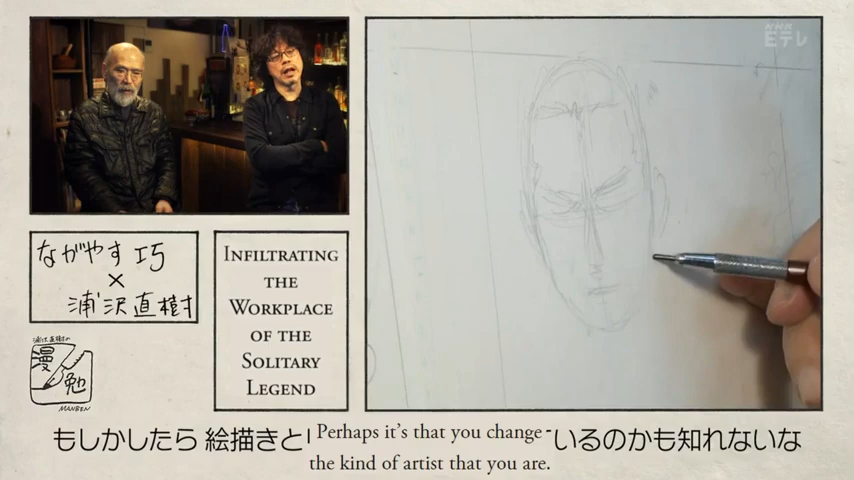 NHK
Eテレ
ながやす巧
×
浦沢直樹
INFILTRATING
THE
WORKPLACE
OF THE
SOLITARY
LEGEND
浦沢直樹の
漫
勉
MANBEN
もしかしたら 絵描きと
いるのかも知れないな
Perhaps it's that you change
the kind of artist that you are.